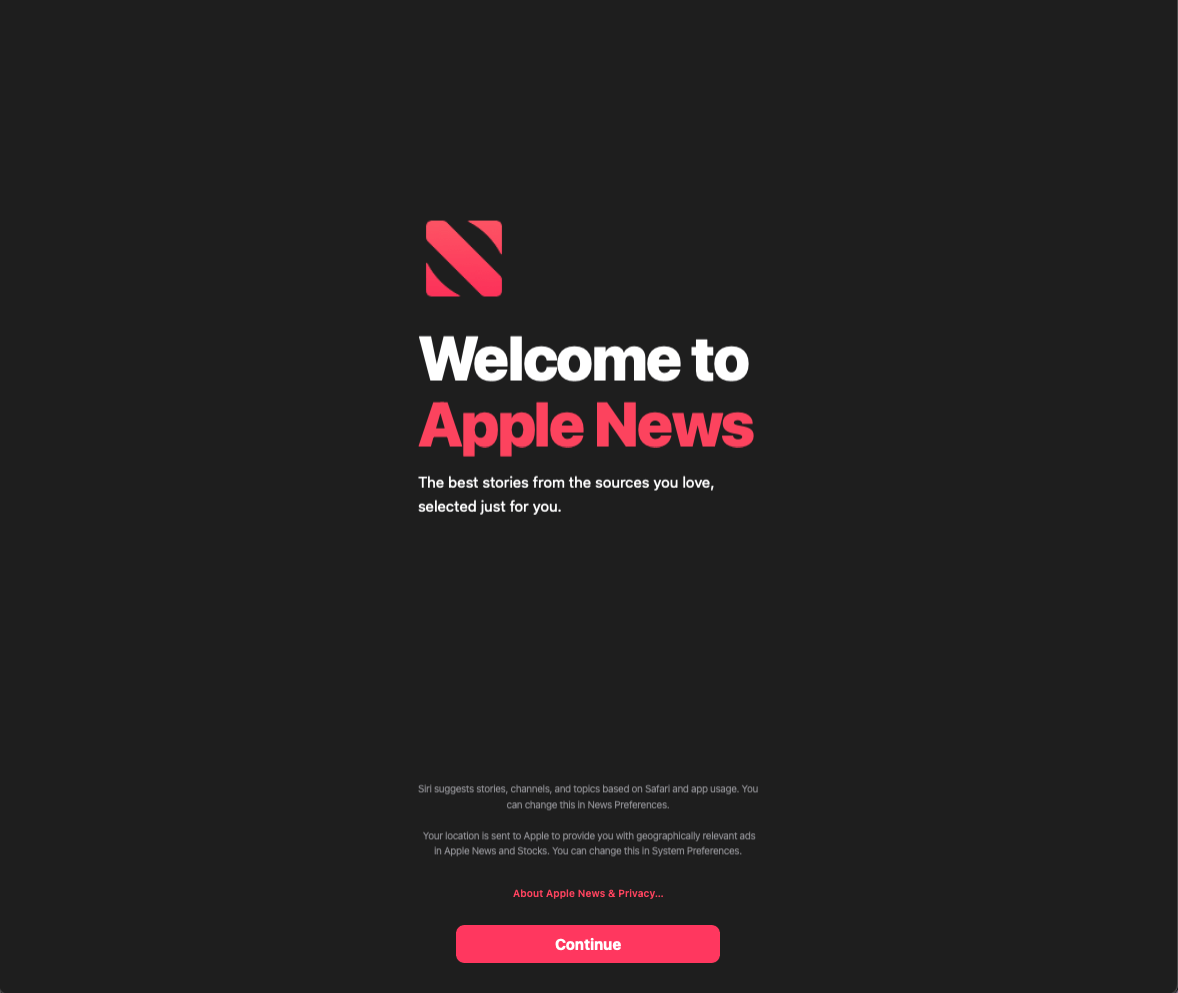 Welcome to
Apple News
The best stories from the sources you love,
selected just for you.
Siri suggests stories, channels, and topics based on Safari and app usage. You
can change this in News Preferences.
Your location is sent to Apple to provide you with geographically relevant ads
in Apple News and Stocks. You can change this in System Preferences.
About Apple News & Privacy...
Continue